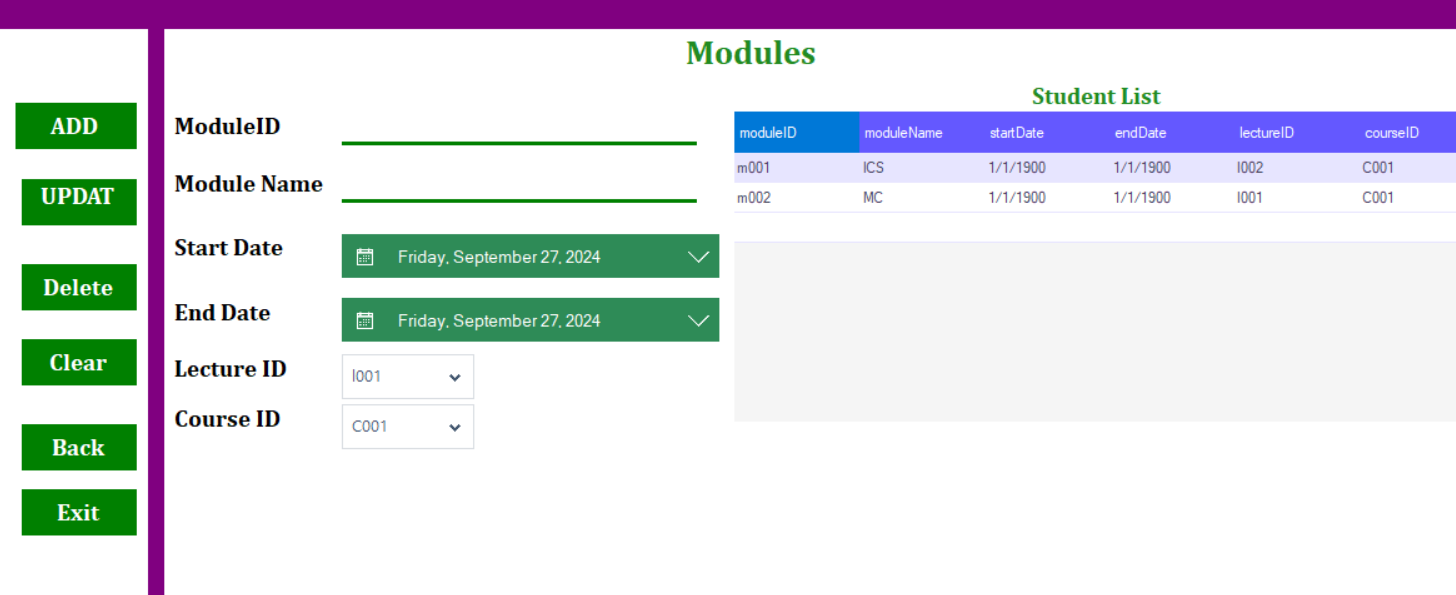 Modules
Student List
ADD
UPDAT
Delete
Clear
Back
Exit
ModuleID
Module Name
Start Date
Friday, September 27, 2024
End Date
Friday, September 27, 2024
Lecture ID
l001
Course ID
C001
moduleID moduleName startDate endDate lectureID courseID
m001 ICS 1/1/1900 1/1/1900 l002 C001
m002 MC 1/1/1900 1/1/1900 l001 C001